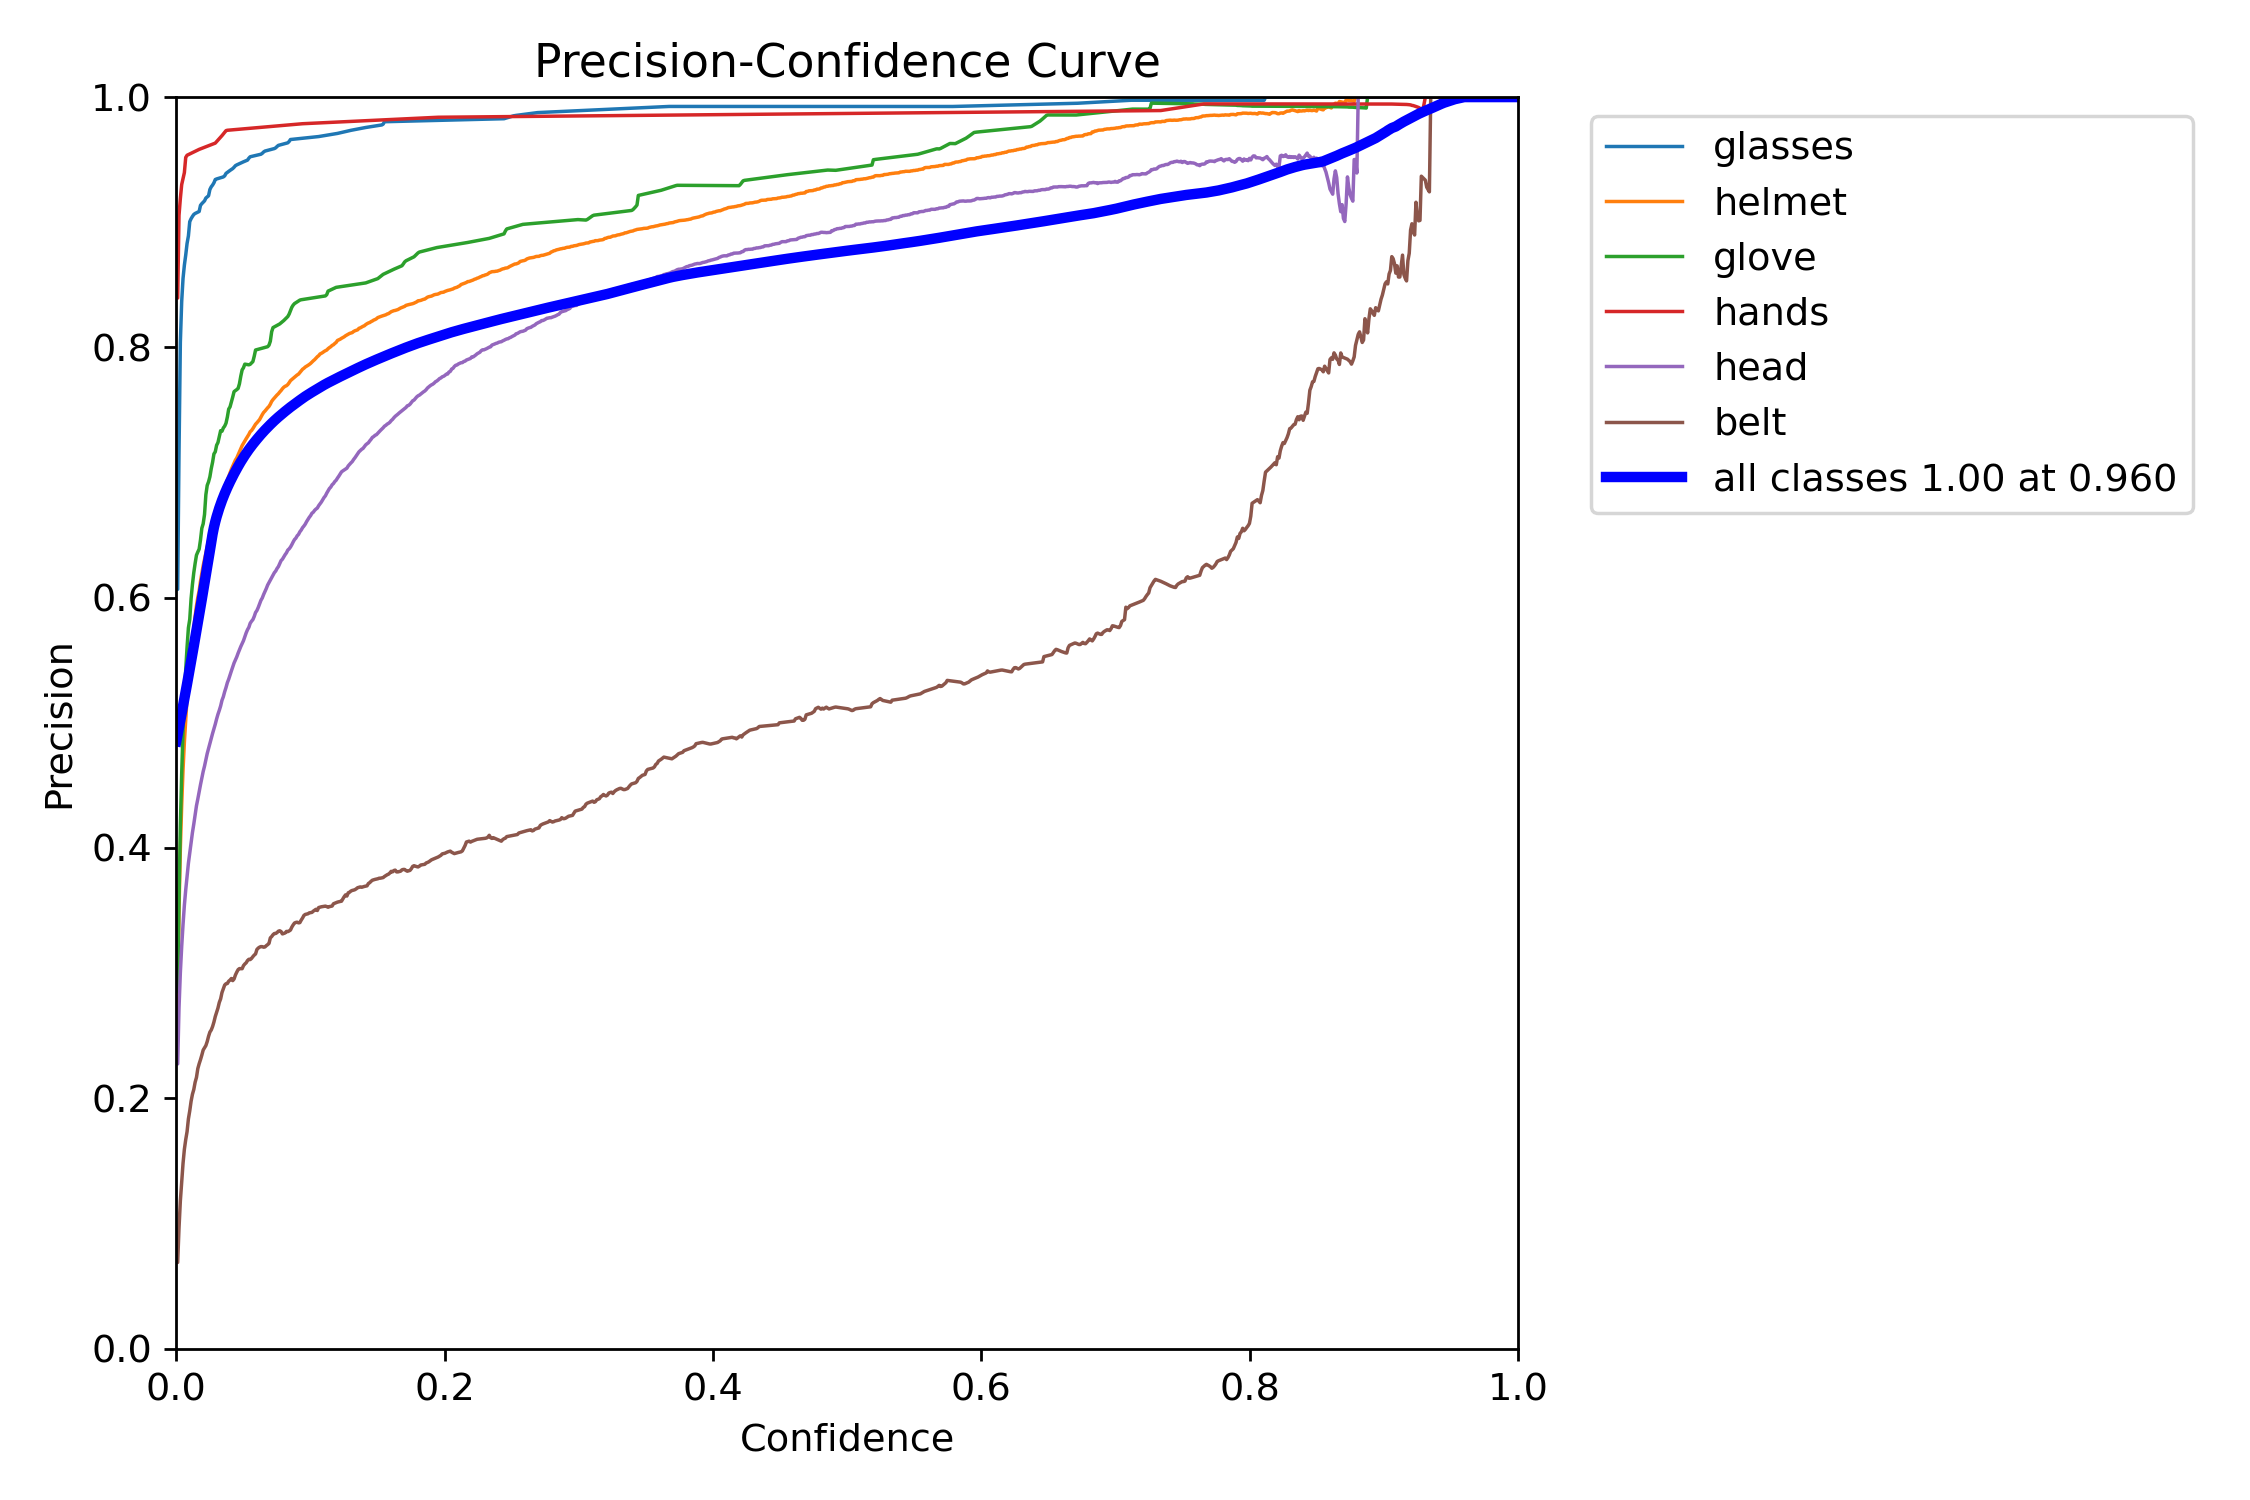 Precision-Confidence Curve
1.0
0.8
0.6
0.4
0.2
0.0
Precision
0.0 0.2 0.4 0.6 0.8 1.0
Confidence
glasses
helmet
glove
hands
head
belt
all classes 1.00 at 0.960